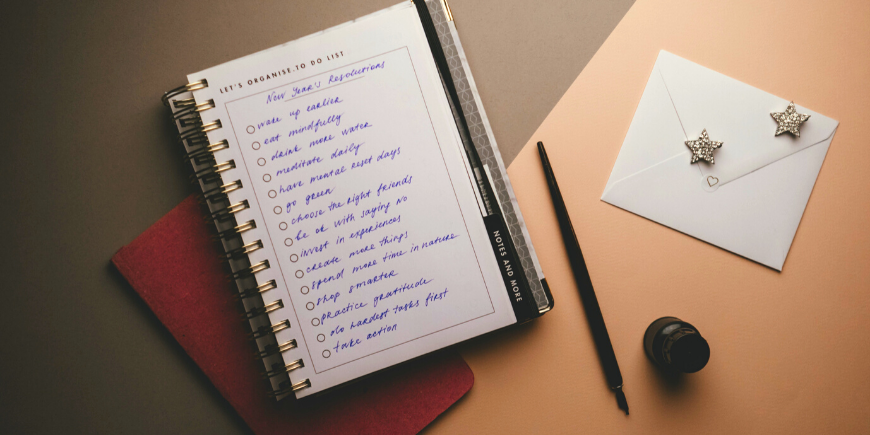 LET'S ORGANISE.TO DO LIST
New Year's Resolutions
wake up earlier
eat mindfully
drink more water
meditate daily
have mental reset days
go green
choose the right friends
be ok with saying no
invest in experiences
create more things
spend more time in nature
shop smarter
practice gratitude
do hardest tasks first
take action
NOTES AND MORE